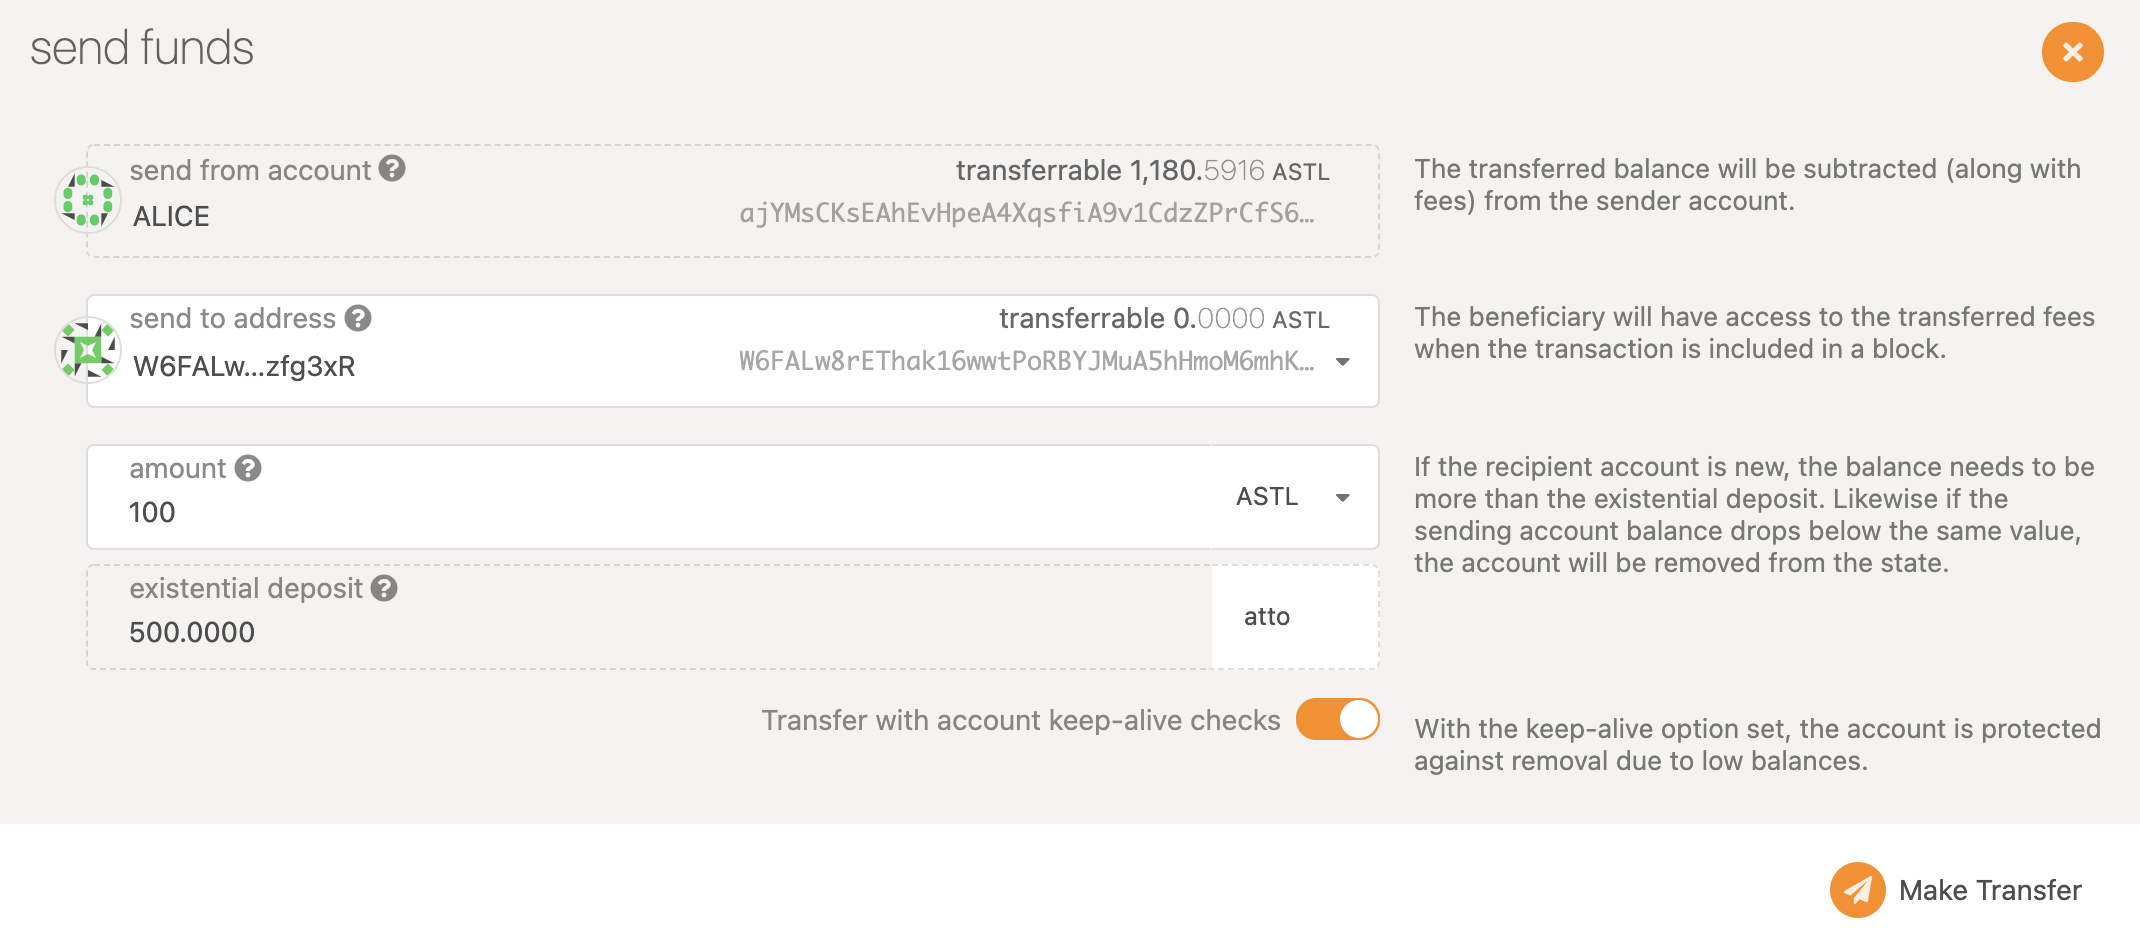 send funds
send from account
transferrable 1,180.5916 ASTL
ALICE
ajYMsCKsEAhEvHpeA4XqsfiA9v1CdzZPrCfS6…
The transferred balance will be subtracted (along with
fees) from the sender account.
send to address
transferrable 0.0000 ASTL
W6FALw…zfg3xR
W6FALw8rEThak16wwtPoRBYJMuA5hHmoM6mhK…
The beneficiary will have access to the transferred fees
when the transaction is included in a block.
amount
100
ASTL
If the recipient account is new, the balance needs to be
more than the existential deposit. Likewise if the
sending account balance drops below the same value,
the account will be removed from the state.
existential deposit
500.0000
atto
Transfer with account keep-alive checks
With the keep-alive option set, the account is protected
against removal due to low balances.
Make Transfer